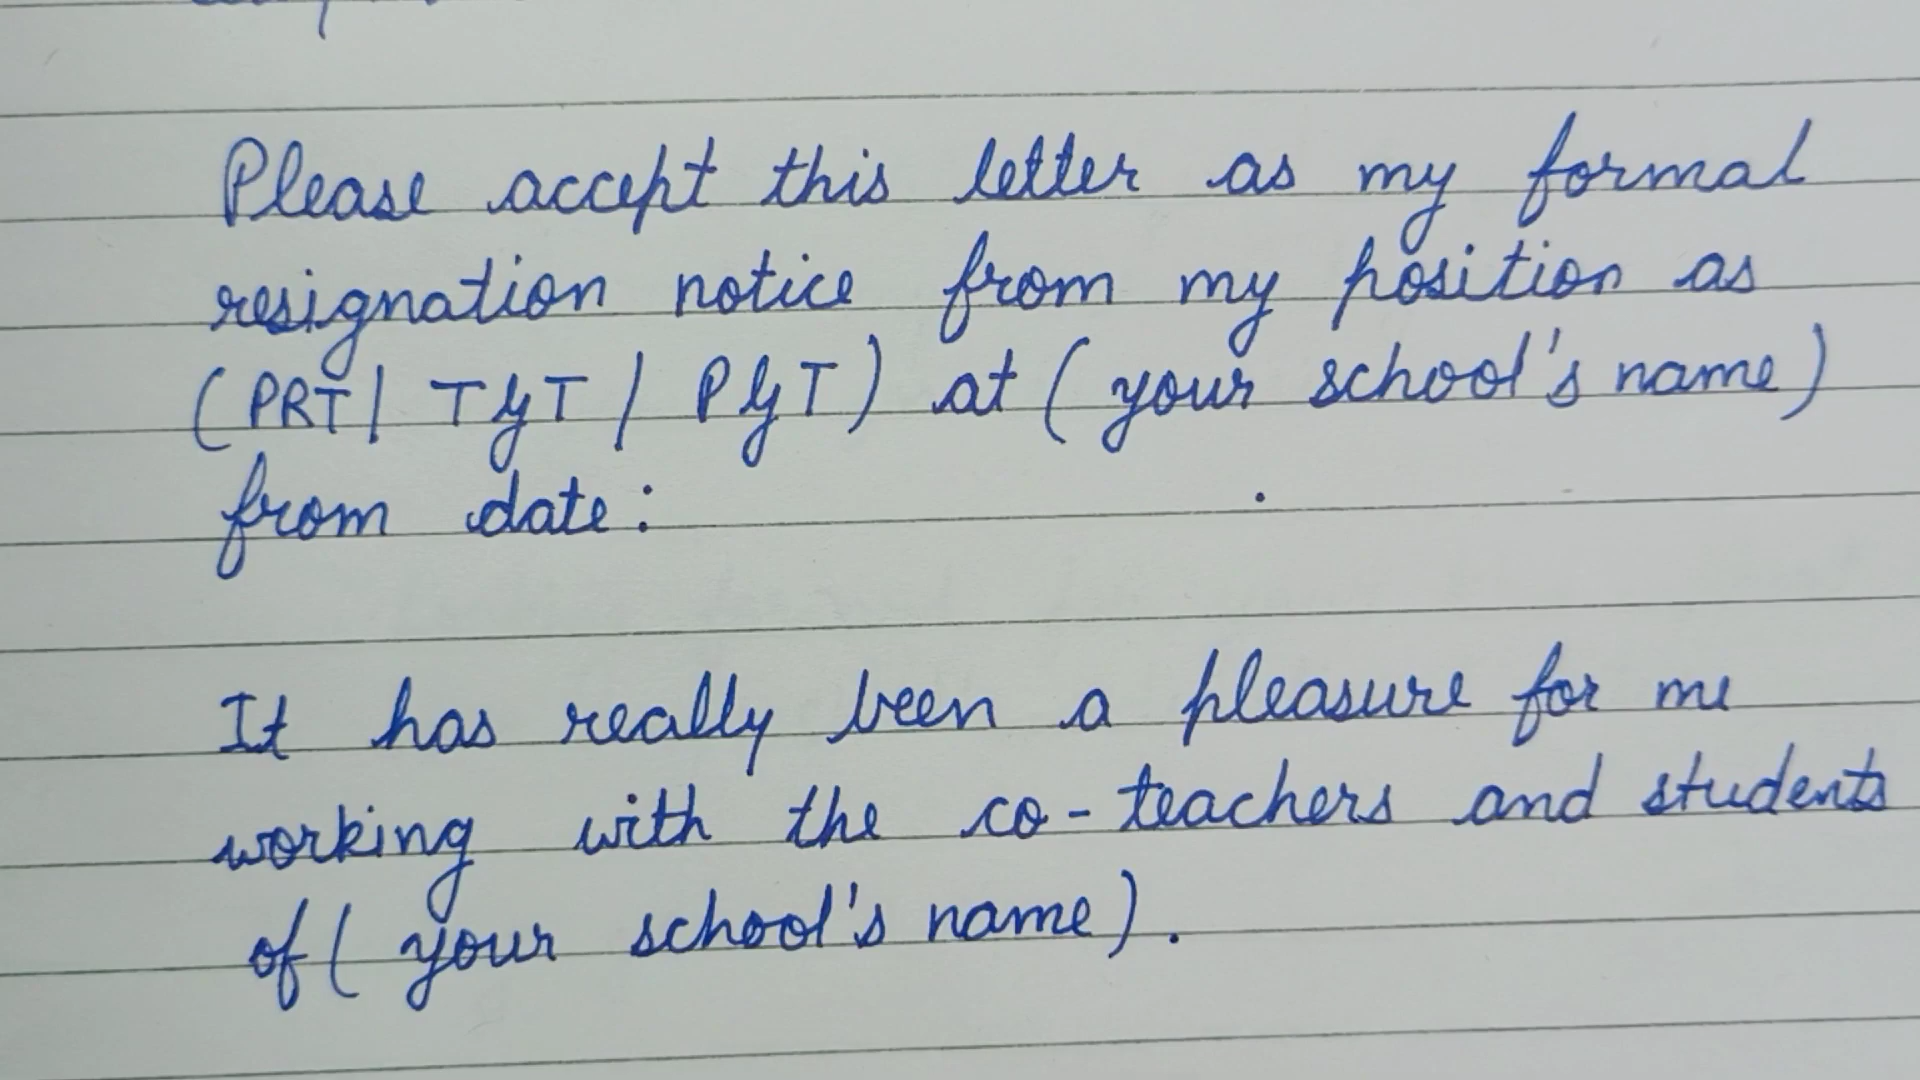 Please accept this letter as my formal
resignation notice from my position as
(PRT/ TGT / PGT) at ( your school's name)
from date:
It has really been a pleasure for me
working with the co-teachers and students
of ( your school's name).